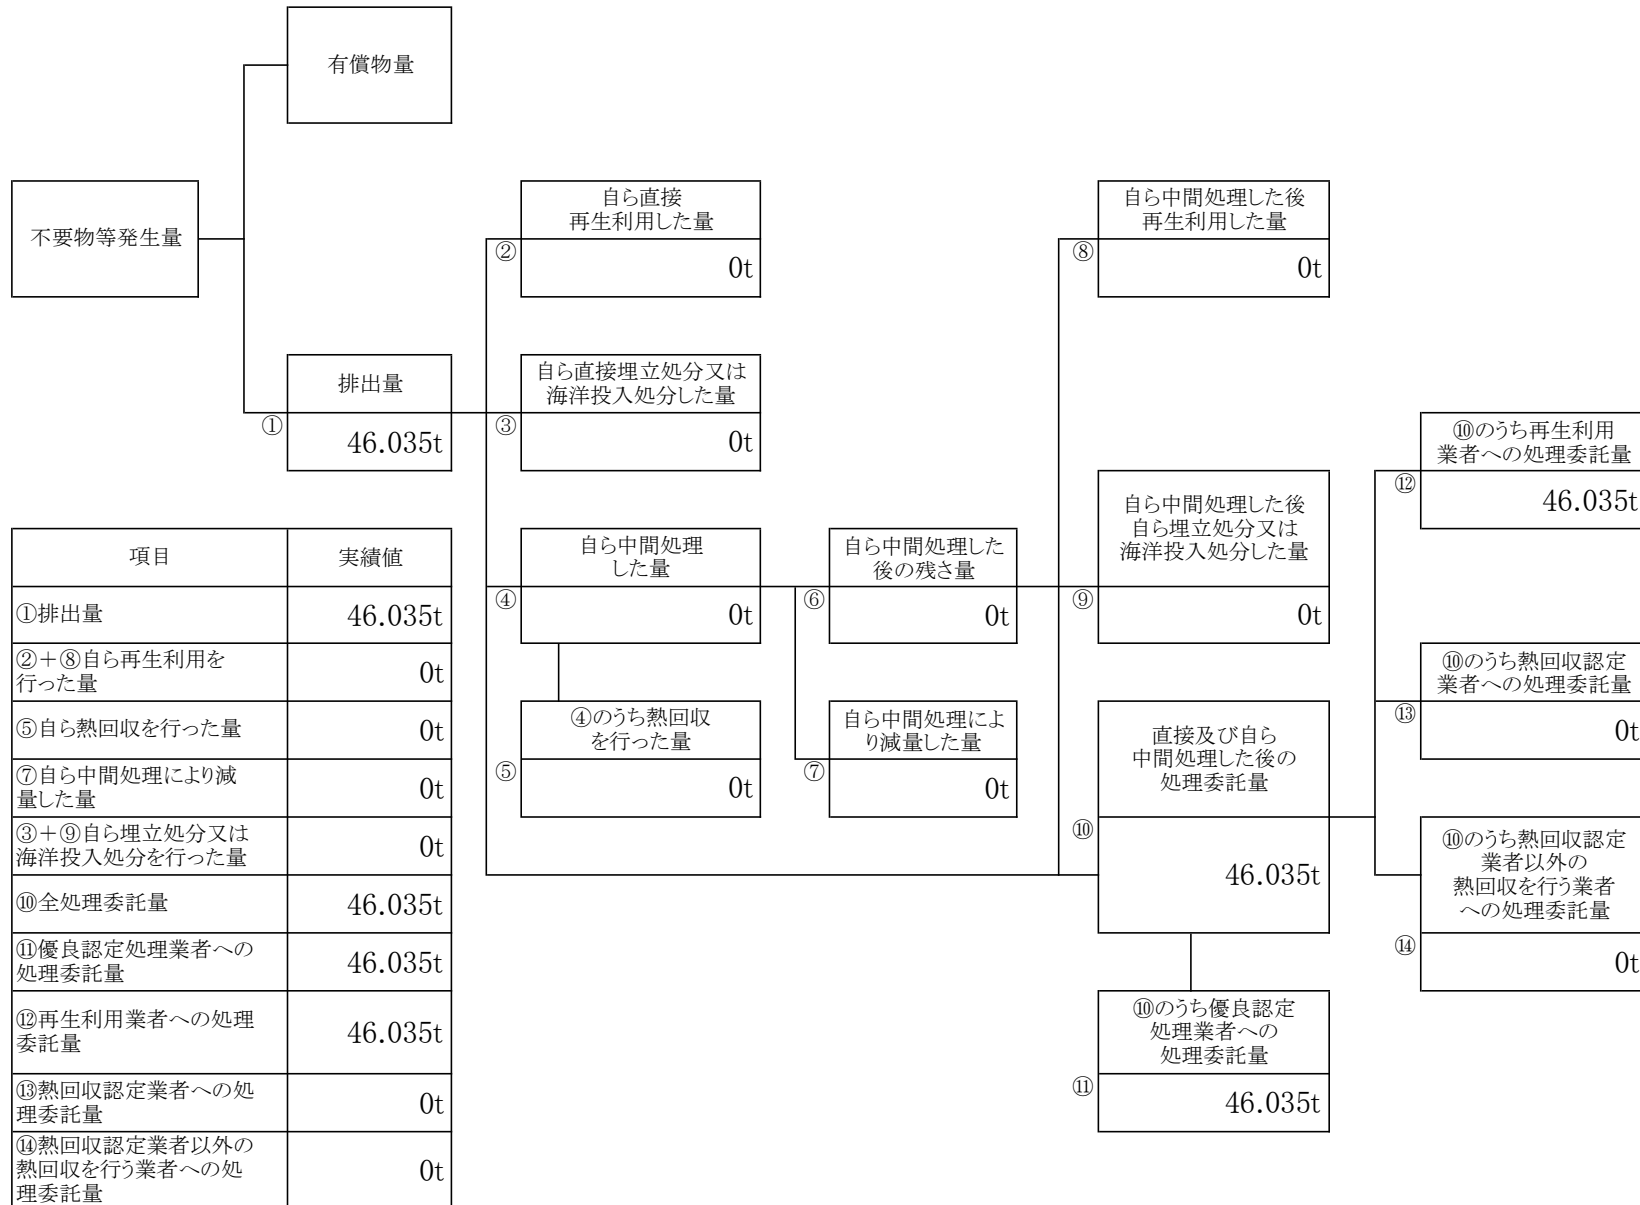 有償物量
不要物等発生量
自ら直接
再生利用した量
②
0t
自ら中間処理した後
再生利用した量
⑧
0t
排出量
①
46.035t
自ら直接埋立処分又は
海洋投入処分した量
③
0t
自ら中間処理した後
自ら埋立処分又は
海洋投入処分した量
⑨
0t
⑩のうち再生利用
業者への処理委託量
⑫
46.035t
自ら中間処理
した量
④
0t
自ら中間処理した
後の残さ量
⑥
0t
④のうち熱回収
を行った量
⑤
0t
自ら中間処理によ
り減量した量
⑦
0t
直接及び自ら
中間処理した後の
処理委託量
⑩
46.035t
⑩のうち熱回収認定
業者への処理委託量
⑬
0t
⑩のうち熱回収認定
業者以外の
熱回収を行う業者
への処理委託量
⑭
0t
⑩のうち優良認定
処理業者への
処理委託量
⑪
46.035t
項目 実績値
①排出量 46.035t
②＋⑧自ら再生利用を
行った量 0t
⑤自ら熱回収を行った量 0t
⑦自ら中間処理により減
量した量 0t
③＋⑨自ら埋立処分又は
海洋投入処分を行った量 0t
⑩全処理委託量 46.035t
⑪優良認定処理業者への
処理委託量 46.035t
⑫再生利用業者への処理
委託量 46.035t
⑬熱回収認定業者への処
理委託量 0t
⑭熱回収認定業者以外の
熱回収を行う業者への処
理委託量 0t